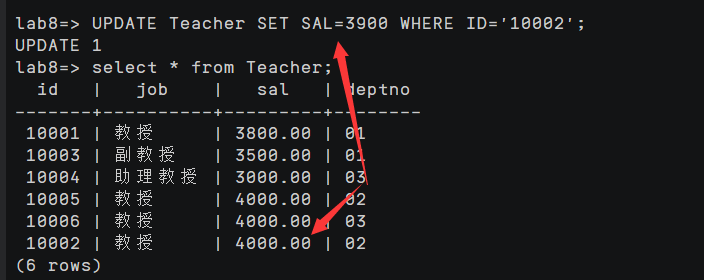 lab8=> UPDATE Teacher SET SAL=3900 WHERE ID='10002';
UPDATE 1
lab8=> select * from Teacher;
  id   |   job    |   sal   | deptno
-------+----------+---------+--------
 10001 | 教授     | 3800.00 | 01
 10003 | 副教授   | 3500.00 | 01
 10004 | 助理教授 | 3000.00 | 03
 10005 | 教授     | 4000.00 | 02
 10006 | 教授     | 4000.00 | 03
 10002 | 教授     | 4000.00 | 02
(6 rows)